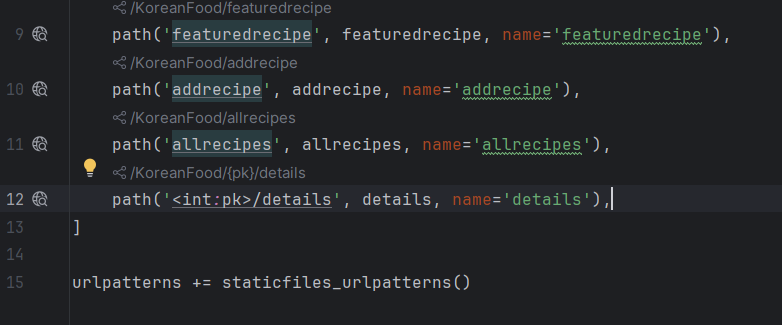 /KoreanFood/featuredrecipe
9 path('featuredrecipe', featuredrecipe, name='featuredrecipe'),
/KoreanFood/addrecipe
10 path('addrecipe', addrecipe, name='addrecipe'),
/KoreanFood/allrecipes
11 path('allrecipes', allrecipes, name='allrecipes'),
/KoreanFood/{pk}/details
12 path('<int:pk>/details', details, name='details'),
13 ]
14
15 urlpatterns += staticfiles_urlpatterns()